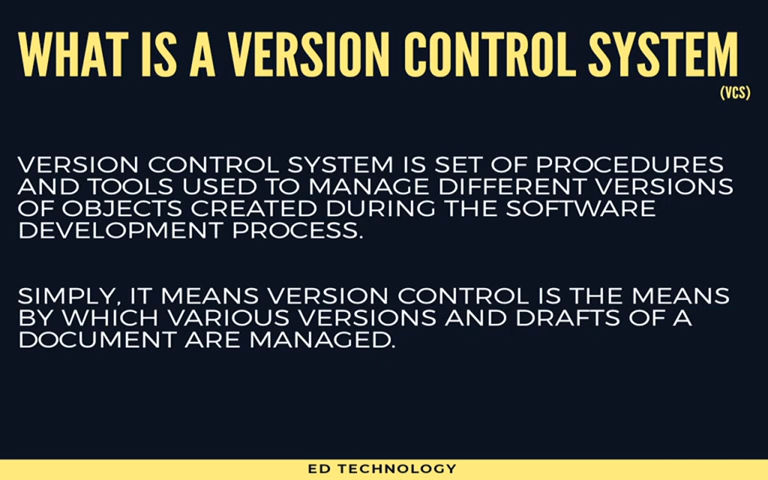 WHAT IS A VERSION CONTROL SYSTEM
(VCS)
VERSION CONTROL SYSTEM IS SET OF PROCEDURES
AND TOOLS USED TO MANAGE DIFFERENT VERSIONS
OF OBJECTS CREATED DURING THE SOFTWARE
DEVELOPMENT PROCESS.
SIMPLY, IT MEANS VERSION CONTROL IS THE MEANS
BY WHICH VARIOUS VERSIONS AND DRAFTS OF A
DOCUMENT ARE MANAGED.
ED TECHNOLOGY